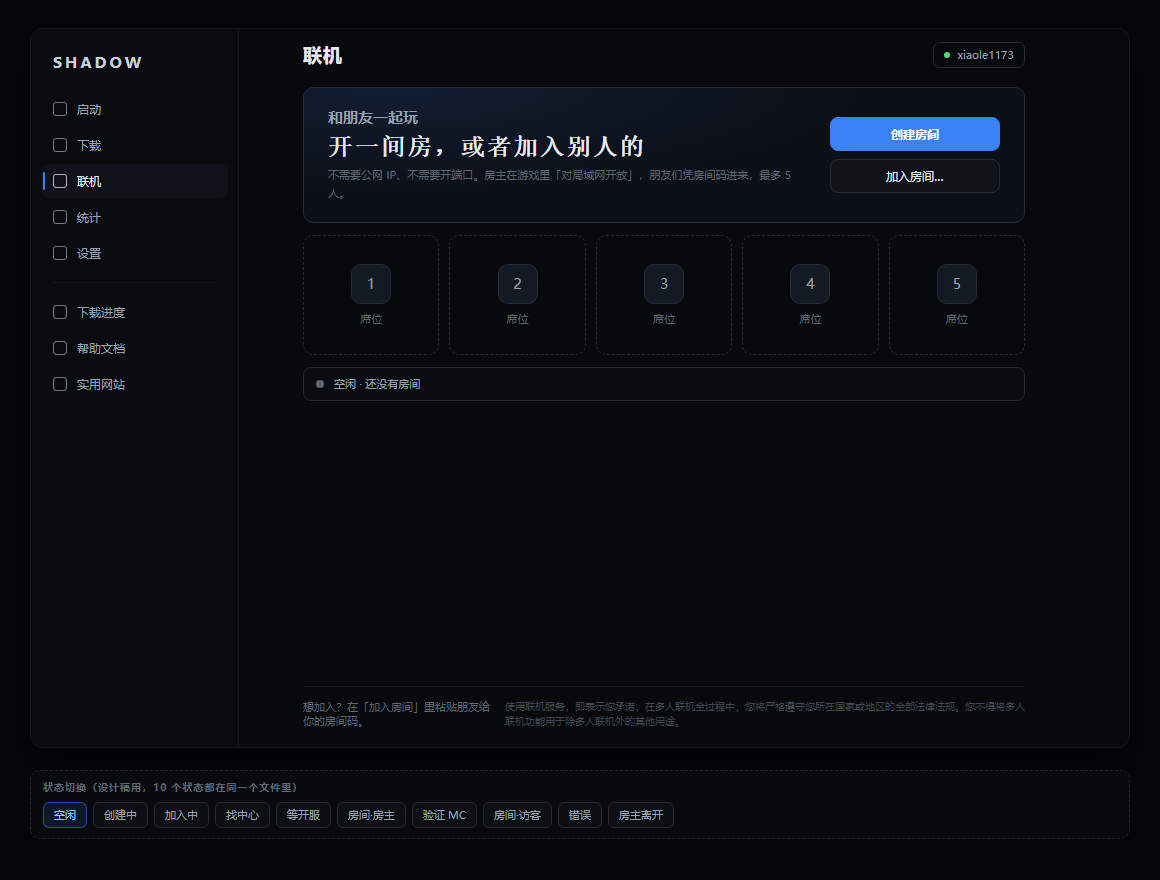 SHADOW
启动
下载
联机
统计
设置
下载进度
帮助文档
实用网站
联机
xiaole1173
和朋友一起玩
开一间房，或者加入别人的
不需要公网 IP、不需要开端口。房主在游戏里「对局域网开放」，朋友们凭房间码进来，最多 5
人。
创建房间
加入房间...
1
席位
2
席位
3
席位
4
席位
5
席位
空闲 · 还没有房间
想加入？在「加入房间」里粘贴朋友给
你的房间码。
使用联机服务，即表示您承诺，在多人联机全过程中，您将严格遵守您所在国家或地区的全部法律法规。您不得将多人
联机功能用于除多人联机外的其他用途。
状态切换（设计稿用，10 个状态都在同一个文件里）
空闲
创建中
加入中
找中心
等开服
房间·房主
验证 MC
房间·访客
错误
房主离开